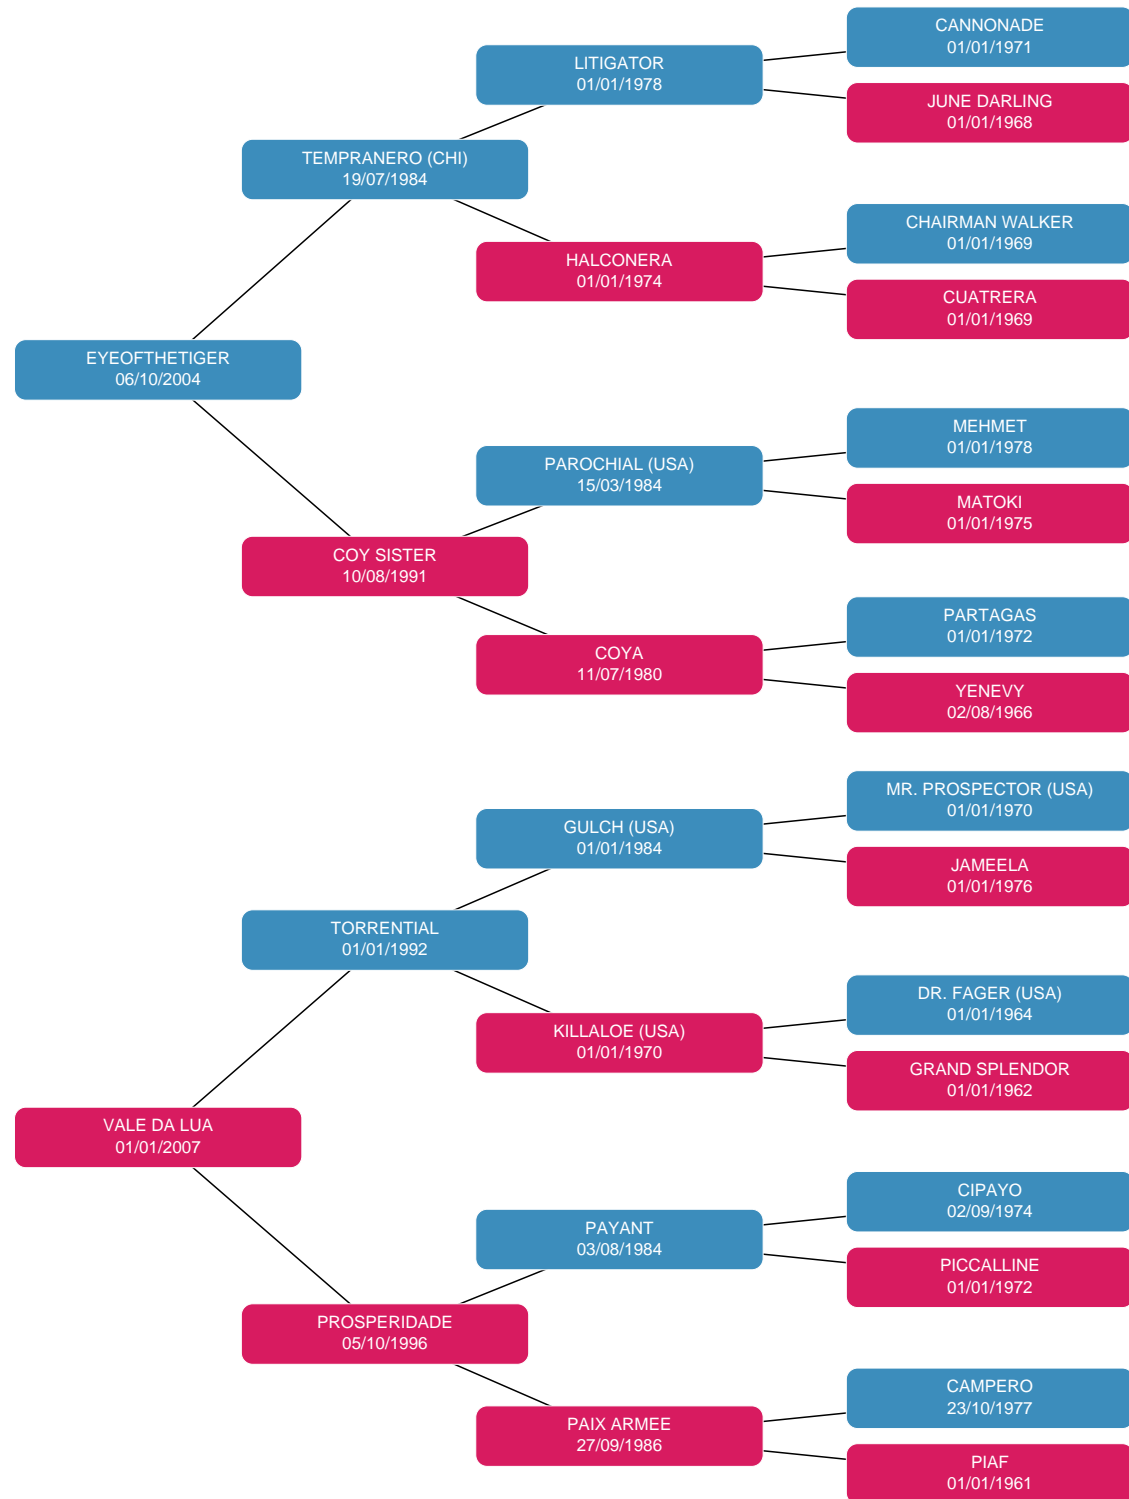 CANNONADE
01/01/1971
LITIGATOR
01/01/1978
JUNE DARLING
01/01/1968
TEMPRANERO (CHI)
19/07/1984
CHAIRMAN WALKER
01/01/1969
HALCONERA
01/01/1974
CUATRERA
01/01/1969
EYEOFTHETIGER
06/10/2004
MEHMET
01/01/1978
PAROCHIAL (USA)
15/03/1984
MATOKI
01/01/1975
COY SISTER
10/08/1991
PARTAGAS
01/01/1972
COYA
11/07/1980
YENEVY
02/08/1966
MR. PROSPECTOR (USA)
01/01/1970
GULCH (USA)
01/01/1984
JAMEELA
01/01/1976
TORRENTIAL
01/01/1992
DR. FAGER (USA)
01/01/1964
KILLALOE (USA)
01/01/1970
GRAND SPLENDOR
01/01/1962
VALE DA LUA
01/01/2007
CIPAYO
02/09/1974
PAYANT
03/08/1984
PICCALLINE
01/01/1972
PROSPERIDADE
05/10/1996
CAMPERO
23/10/1977
PAIX ARMEE
27/09/1986
PIAF
01/01/1961